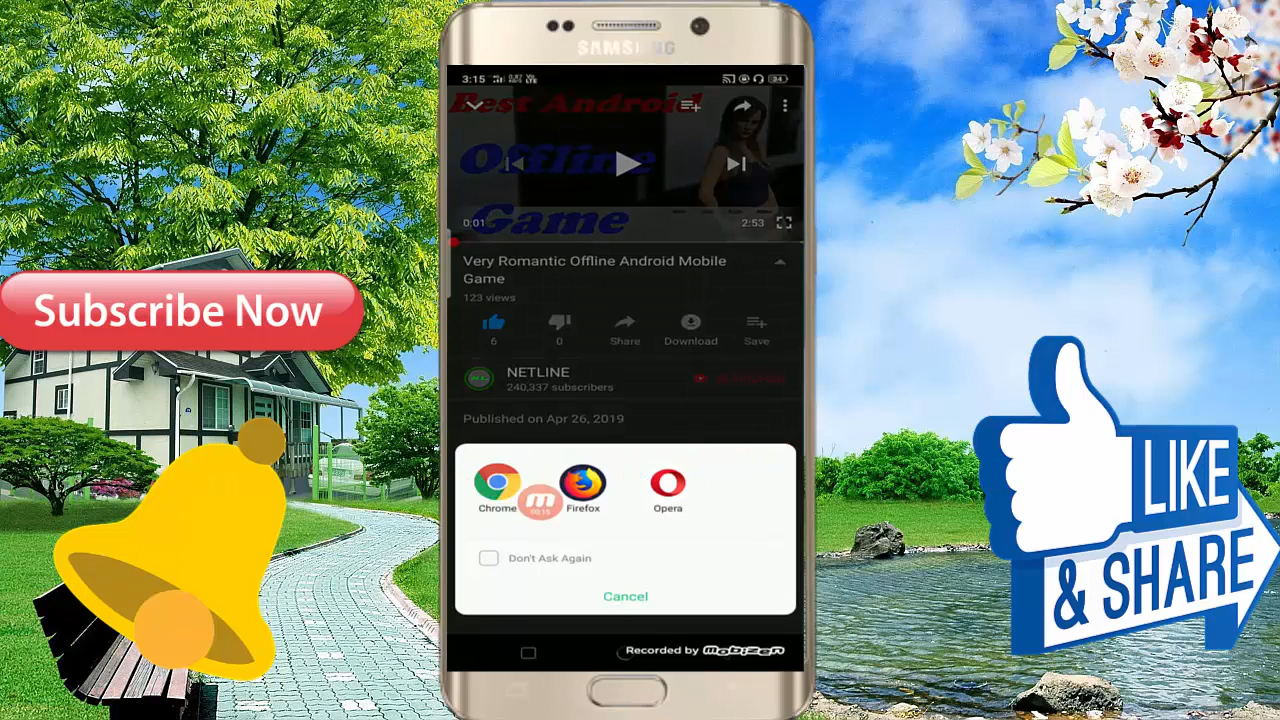 SAMSUNG
3:15
24
Best Android
Offline
Game
0:01
2:53
Very Romantic Offline Android Mobile
Game
123 views
6
0
Share
Download
Save
NETLINE
240,337 subscribers
Published on Apr 26, 2019
Chrome
Firefox
Opera
Don't Ask Again
Cancel
Recorded by mobizen
Subscribe Now
LIKE
& SHARE